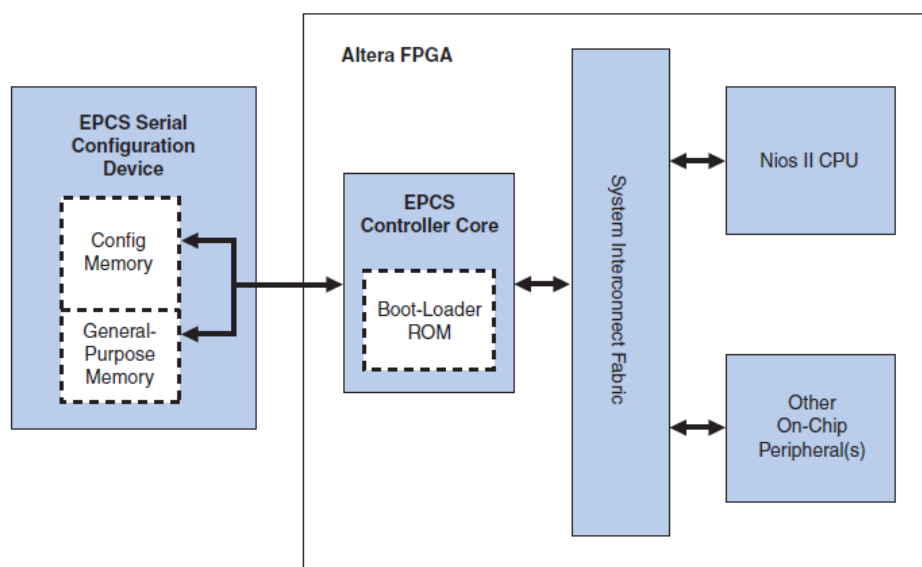 Altera FPGA
EPCS Serial
Configuration
Device
Config
Memory
General-
Purpose
Memory
EPCS
Controller Core
Boot-Loader
ROM
System Interconnect Fabric
Nios II CPU
Other
On-Chip
Peripheral(s)